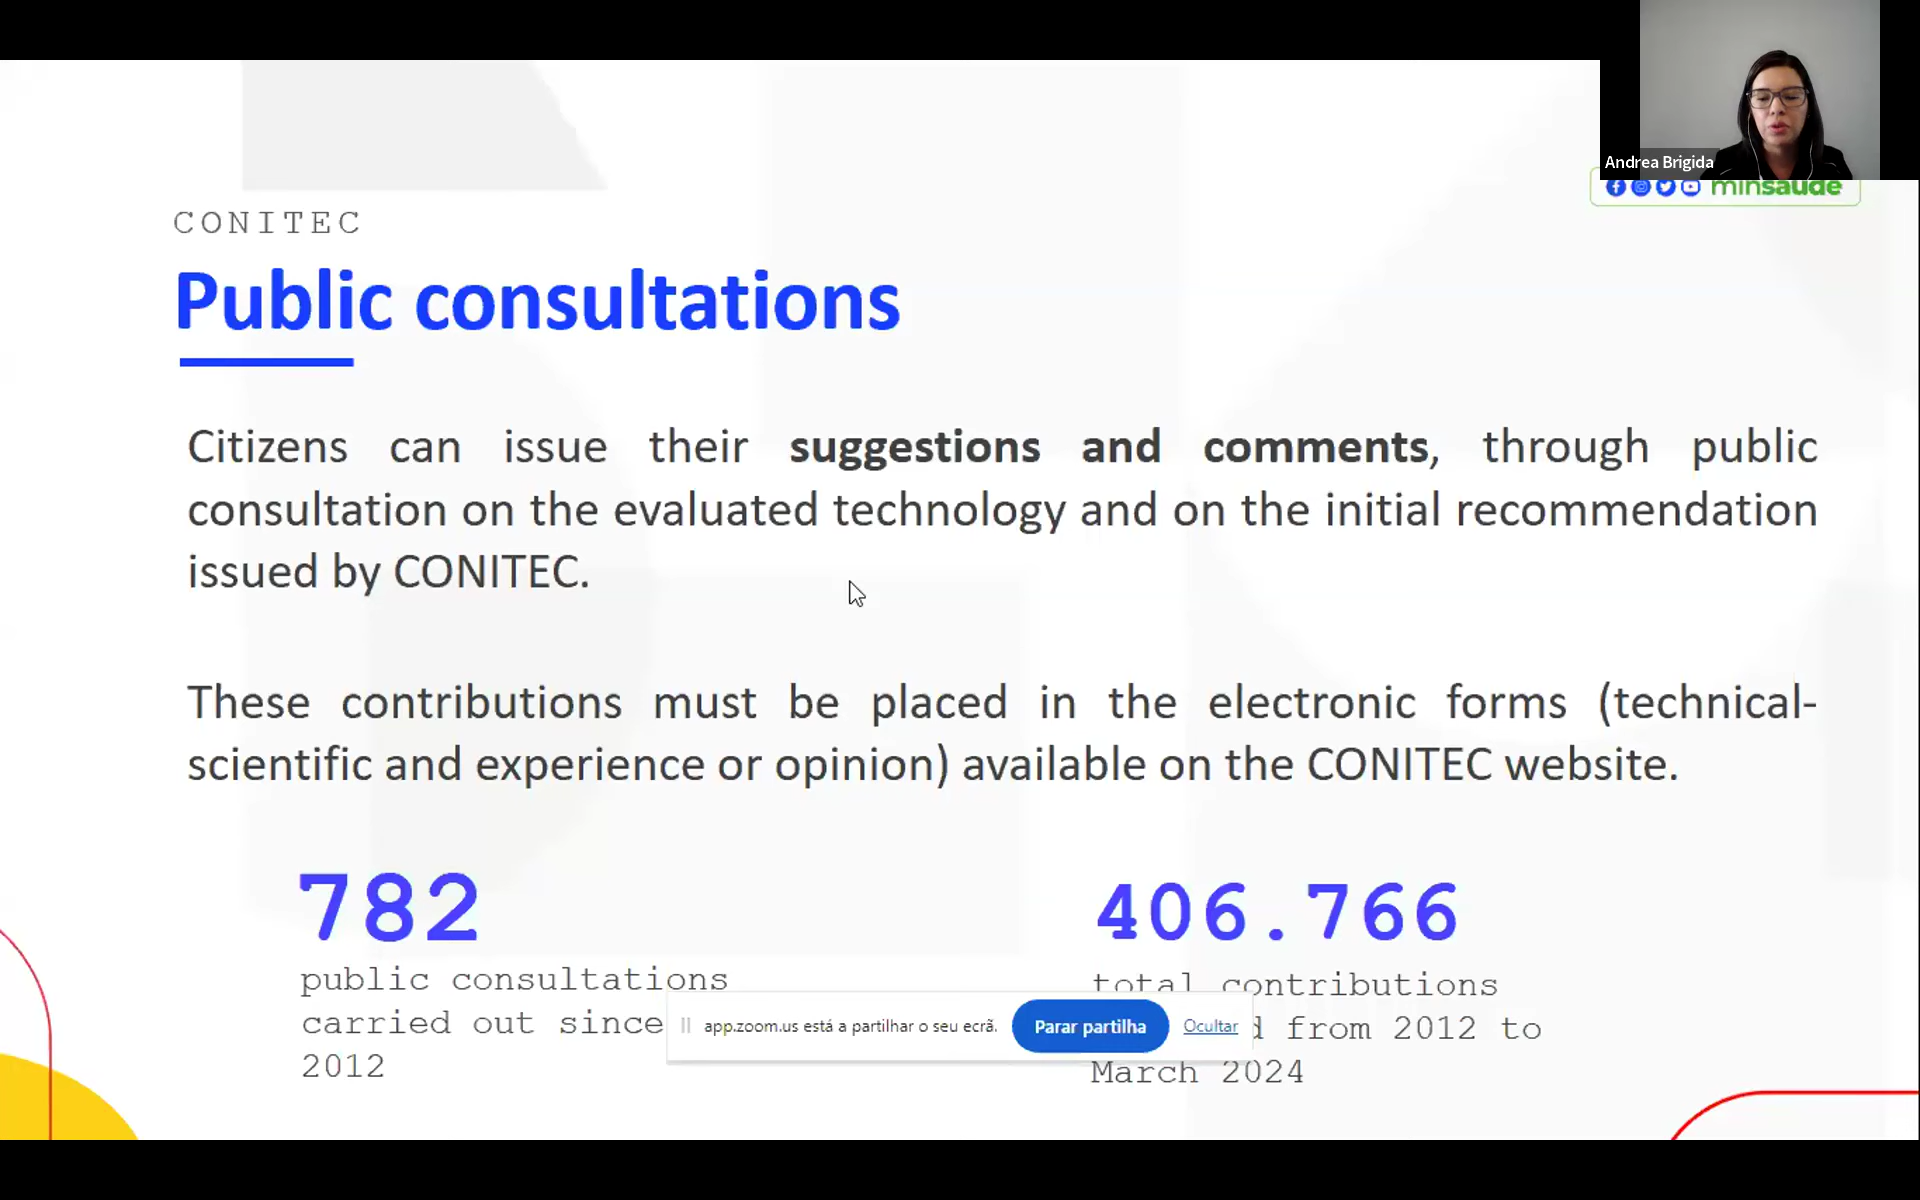 Andrea Brigida
minsaude
CONITEC
Public consultations
Citizens can issue their suggestions and comments, through public
consultation on the evaluated technology and on the initial recommendation
issued by CONITEC.
These contributions must be placed in the electronic forms (technical-
scientific and experience or opinion) available on the CONITEC website.
782
public consultations
carried out since
2012
406.766
total contributions
from 2012 to
March 2024
app.zoom.us está a partilhar o seu ecrã.
Parar partilha
Ocultar